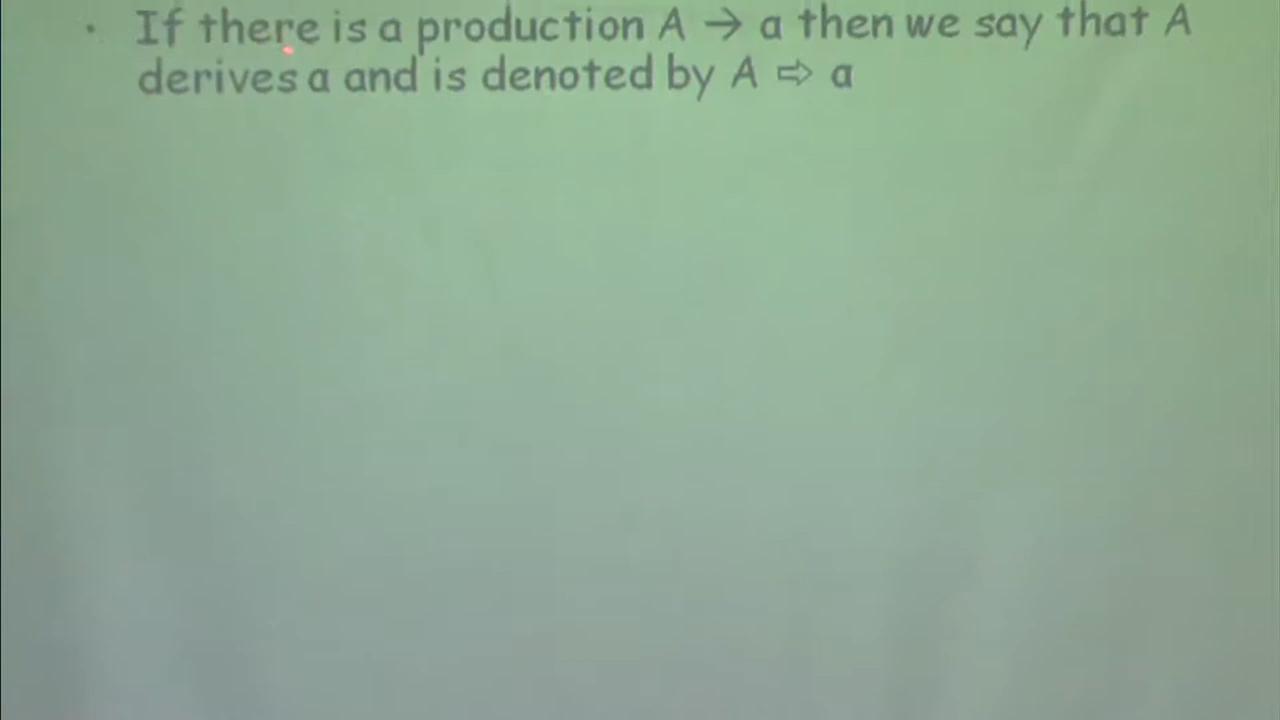 • If there is a production A → a then we say that A
derives a and is denoted by A ⇨ a